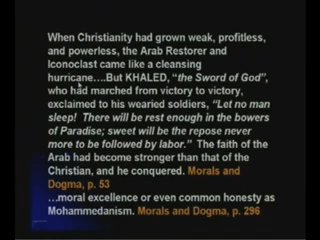 When Christianity had grown weak, profitless,
and powerless, the Arab Restorer and
Iconoclast came like a cleansing
hurricane….But KHALED, “the Sword of God”,
who had marched from victory to victory,
exclaimed to his wearied soldiers, “Let no man
sleep! There will be rest enough in the bowers
of Paradise; sweet will be the repose never
more to be followed by labor.” The faith of the
Arab had become stronger than that of the
Christian, and he conquered. Morals and
Dogma, p. 53
…moral excellence or even common honesty as
Mohammedanism. Morals and Dogma, p. 296